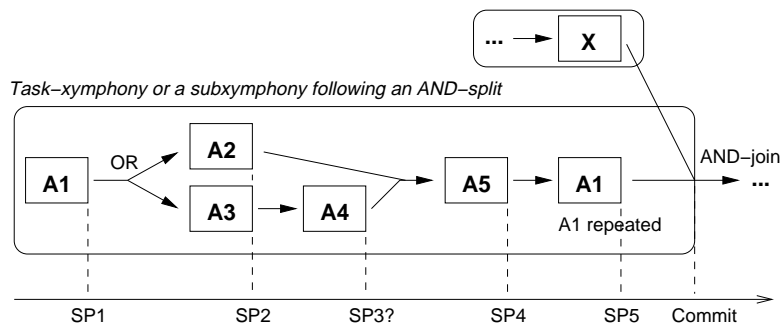 ... X
Task–xymphony or a subxymphony following an AND–split
OR
A2
AND–join
A1
A5
A1
...
A3
A4
A1 repeated
SP1
SP2
SP3?
SP4
SP5
Commit